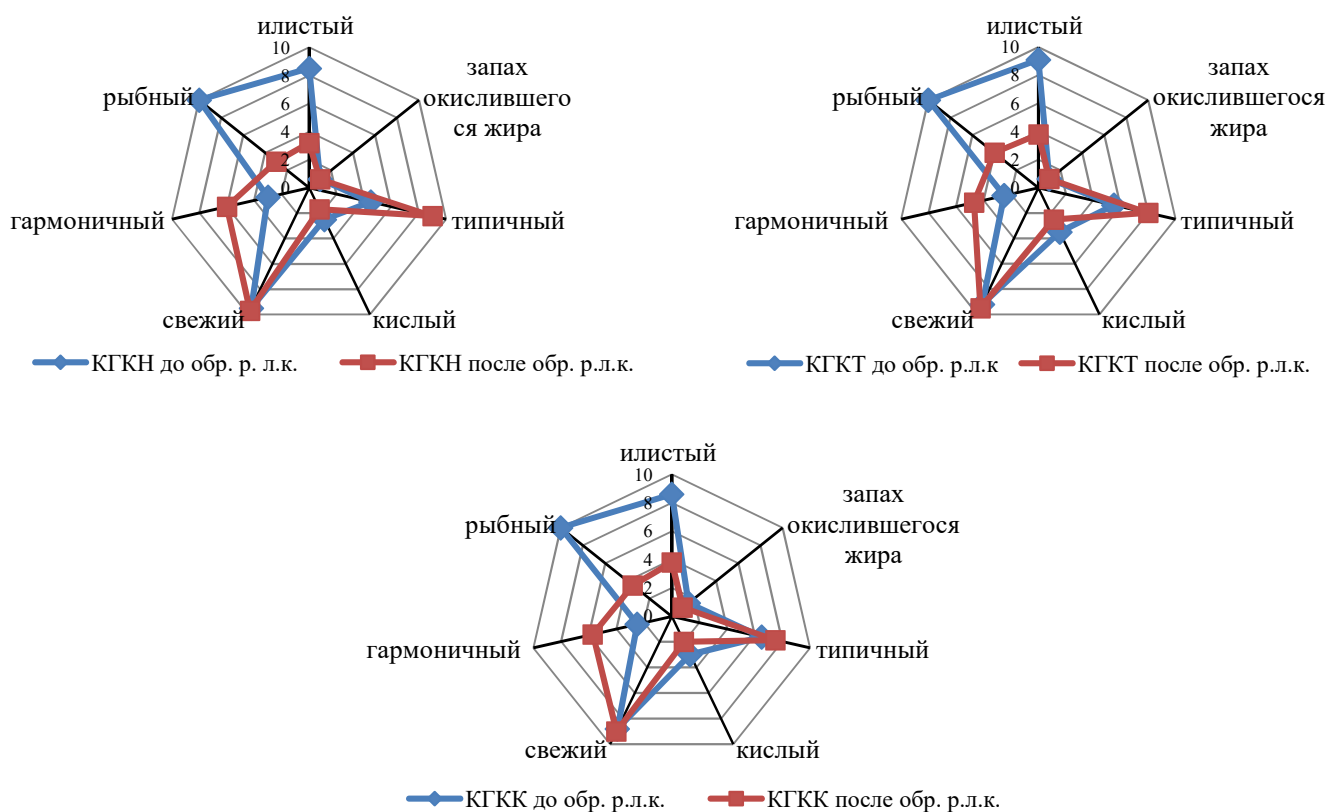 илистый
10
8
6
4
2
0
запах
окислившего
ся жира
рыбный
гармоничный
типичный
свежий
кислый
КГКН до обр. р. л.к.
КГКН после обр. р.л.к.
илистый
10
8
6
4
2
0
запах
окислившегося
жира
рыбный
гармоничный
типичный
свежий
кислый
КГКТ до обр. р.л.к
КГКТ после обр. р.л.к.
илистый
10
8
6
4
2
0
запах
окислившегося
жира
рыбный
гармоничный
типичный
свежий
кислый
КГКК до обр. р.л.к.
КГКК после обр. р.л.к.